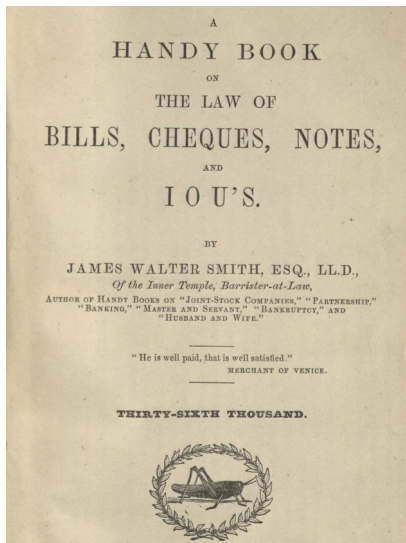 A
HANDY BOOK
ON
THE LAW OF
BILLS, CHEQUES, NOTES,
AND
I O U'S.
BY
JAMES WALTER SMITH, ESQ., LL.D.,
Of the Inner Temple, Barrister-at-Law,
AUTHOR OF HANDY BOOKS ON "JOINT-STOCK COMPANIES," "PARTNERSHIP,"
"BANKING," "MASTER AND SERVANT," "BANKRUPTCY," AND
"HUSBAND AND WIFE."
"He is well paid, that is well satisfied."
MERCHANT OF VENICE.
THIRTY-SIXTH THOUSAND.